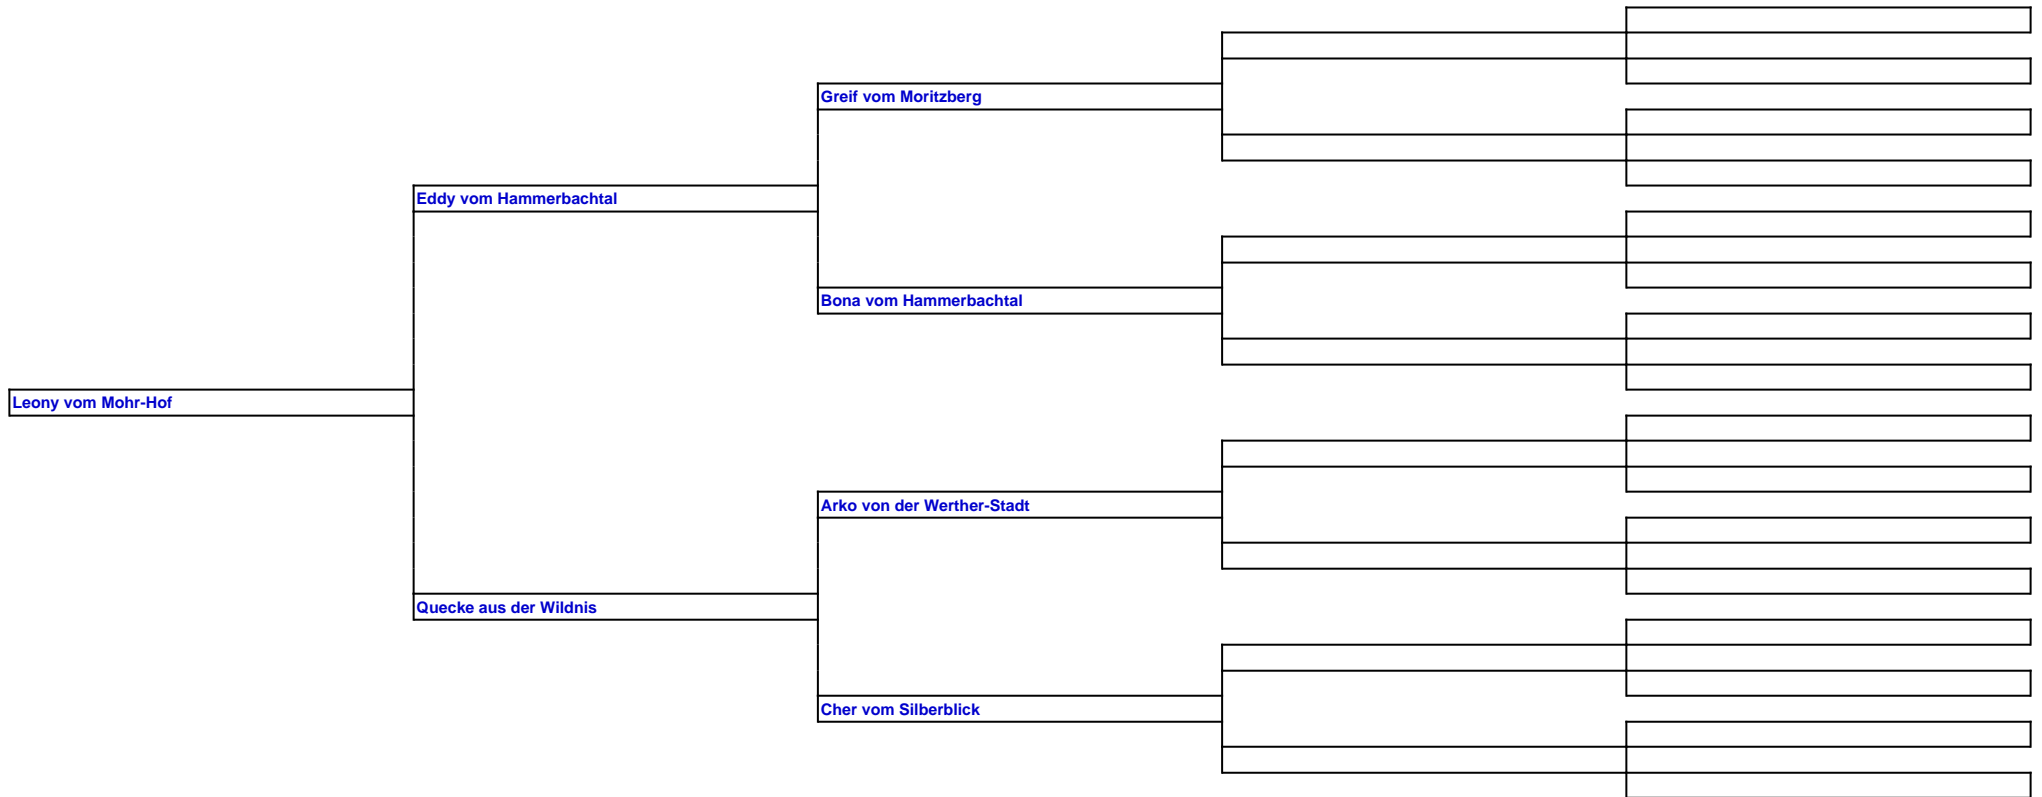 Greif vom Moritzberg
Eddy vom Hammerbachtal
Bona vom Hammerbachtal
Leony vom Mohr-Hof
Arko von der Werther-Stadt
Quecke aus der Wildnis
Cher vom Silberblick